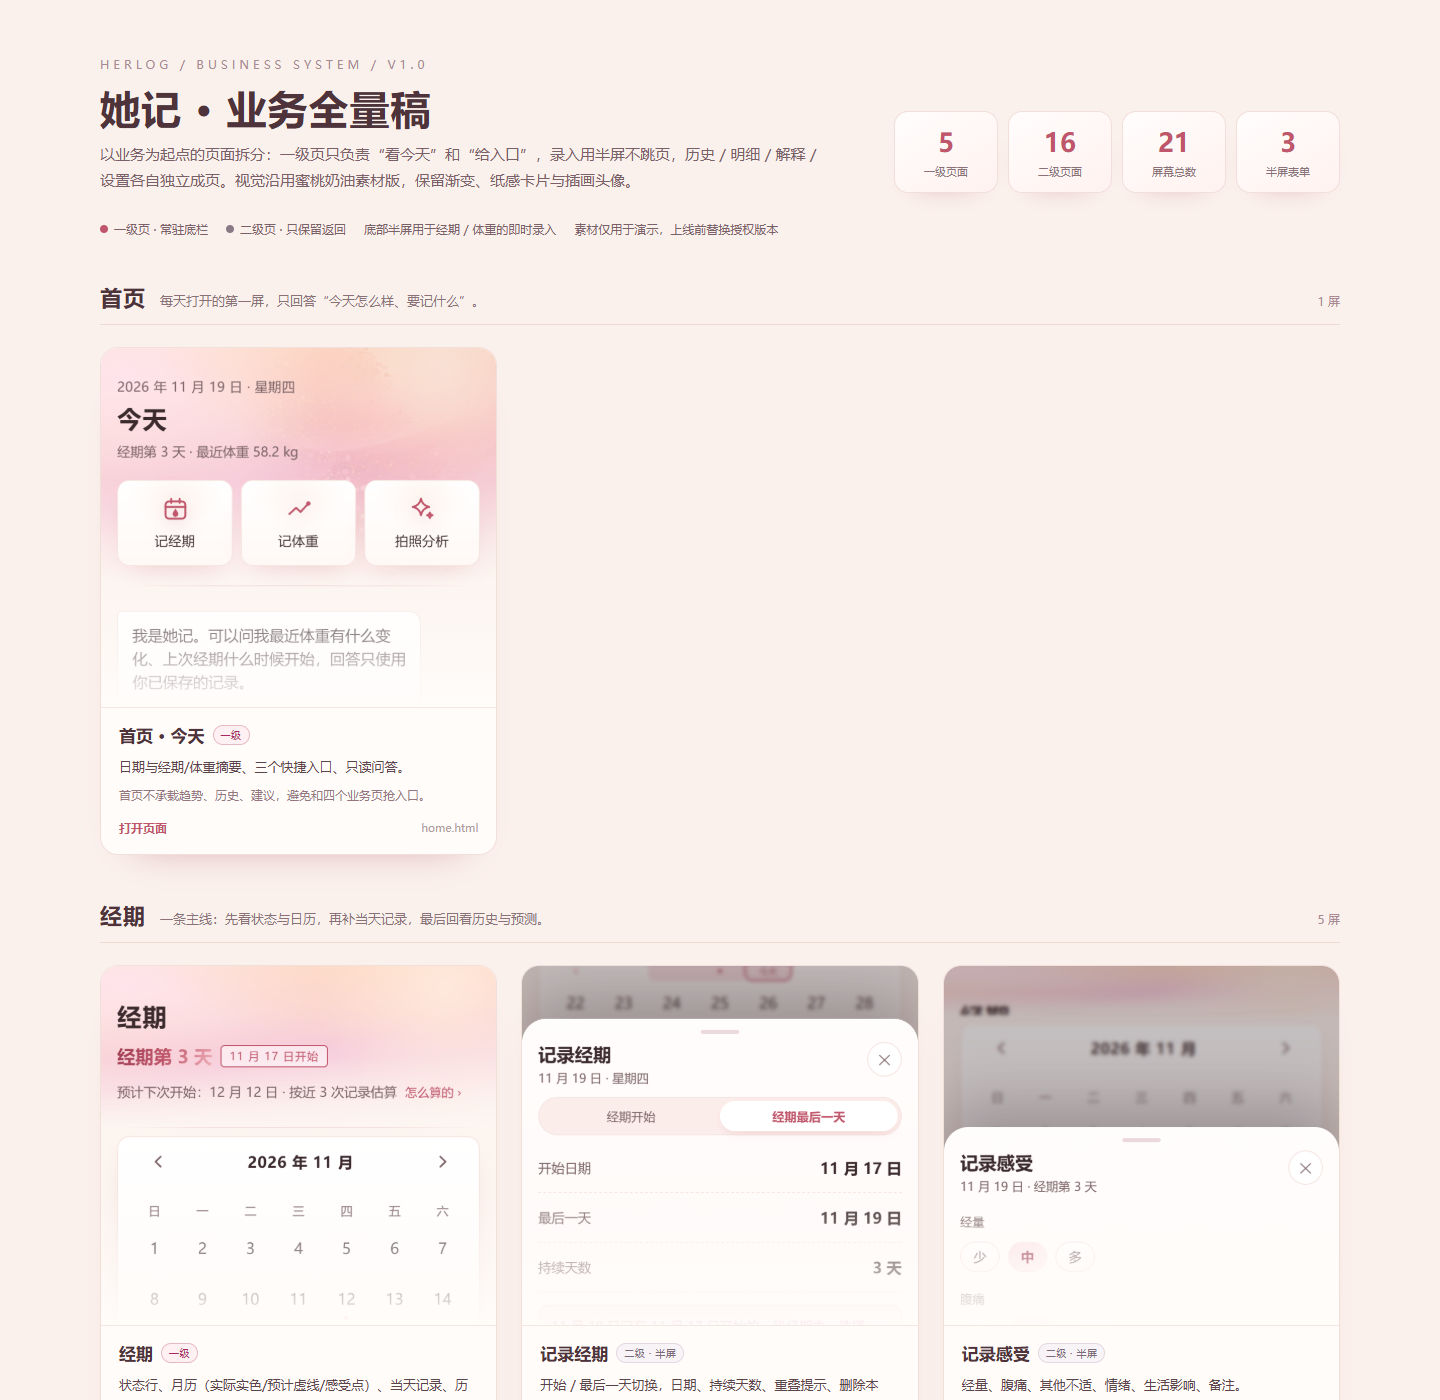 HERLOG / BUSINESS SYSTEM / V1.0
她记 • 业务全量稿
以业务为起点的页面拆分：一级页只负责“看今天”和“给入口”，录入用半屏不跳页，历史 / 明细 / 解释 /
设置各自独立成页。视觉沿用蜜桃奶油素材版，保留渐变、纸感卡片与插画头像。
5
一级页面
16
二级页面
21
屏幕总数
3
半屏表单
一级页 · 常驻底栏
二级页 · 只保留返回
底部半屏用于经期 / 体重的即时录入
素材仅用于演示，上线前替换授权版本
首页
每天打开的第一屏，只回答“今天怎么样、要记什么”。
1 屏
2026 年 11 月 19 日 · 星期四
今天
经期第 3 天 · 最近体重 58.2 kg
记经期
记体重
拍照分析
我是她记。可以问我最近体重有什么变
化、上次经期什么时候开始，回答只使用
你已保存的记录。
首页 • 今天
一级
日期与经期/体重摘要、三个快捷入口、只读问答。
首页不承载趋势、历史、建议，避免和四个业务页抢入口。
打开页面
home.html
经期
一条主线：先看状态与日历，再补当天记录，最后回看历史与预测。
5 屏
经期
经期第 3 天
11 月 17 日开始
预计下次开始：12 月 12 日 · 按近 3 次记录估算
怎么算的 ›
2026 年 11 月
日 一 二 三 四 五 六
1 2 3 4 5 6 7
8 9 10 11 12 13 14
经期
一级
状态行、月历（实际实色/预计虚线/感受点）、当天记录、历
22 23 24 25 26 27 28
记录经期
11 月 19 日 · 星期四
经期开始
经期最后一天
开始日期
11 月 17 日
最后一天
11 月 19 日
持续天数
3 天
记录经期
二级 · 半屏
开始 / 最后一天切换，日期、持续天数、重叠提示、删除本
2026 年 11 月
日 一 二 三 四 五 六
记录感受
11 月 19 日 · 经期第 3 天
经量
少
中
多
腹痛
记录感受
二级 · 半屏
经量、腹痛、其他不适、情绪、生活影响、备注。